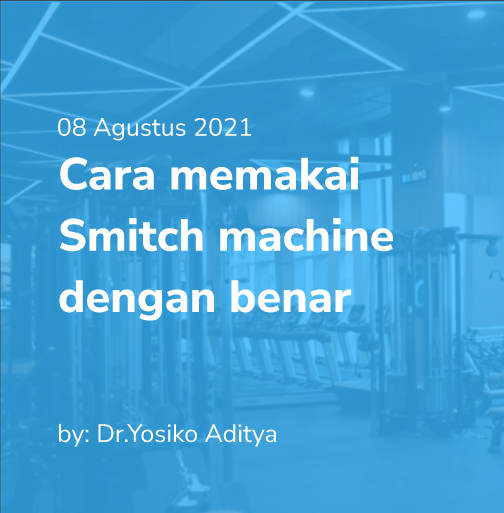 08 Agustus 2021
Cara memakai
Smitch machine
dengan benar
by: Dr.Yosiko Aditya